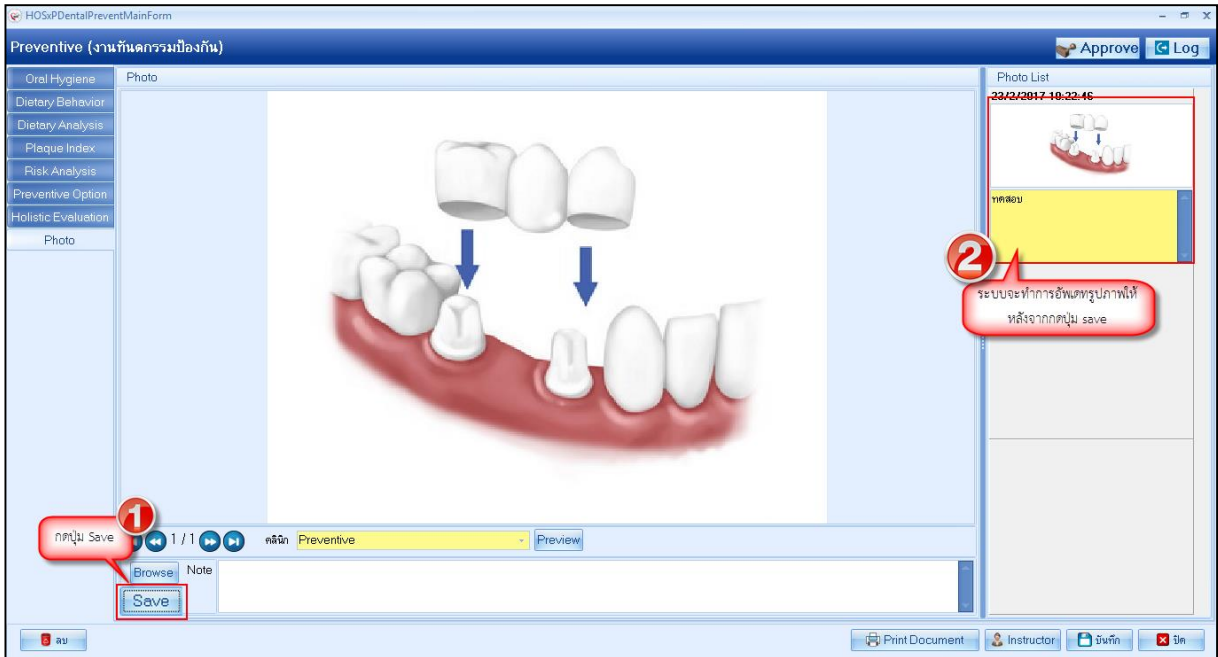 HOSxPDentalPreventMainForm
Preventive (งานทันตกรรมป้องกัน)
Approve
Log
Oral Hygiene
Dietary Behavior
Dietary Analysis
Plaque Index
Risk Analysis
Preventive Option
Holistic Evaluation
Photo
Photo
Photo List
23/2/2017 10:22:46
ทดสอบ
2
ระบบจะทำการอัพเดทรูปภาพให้
หลังจากกดปุ่ม save
1
กดปุ่ม Save
1 / 1
คลินิก
Preventive
Preview
Browse
Note
Save
ลบ
Print Document
Instructor
บันทึก
ปิด